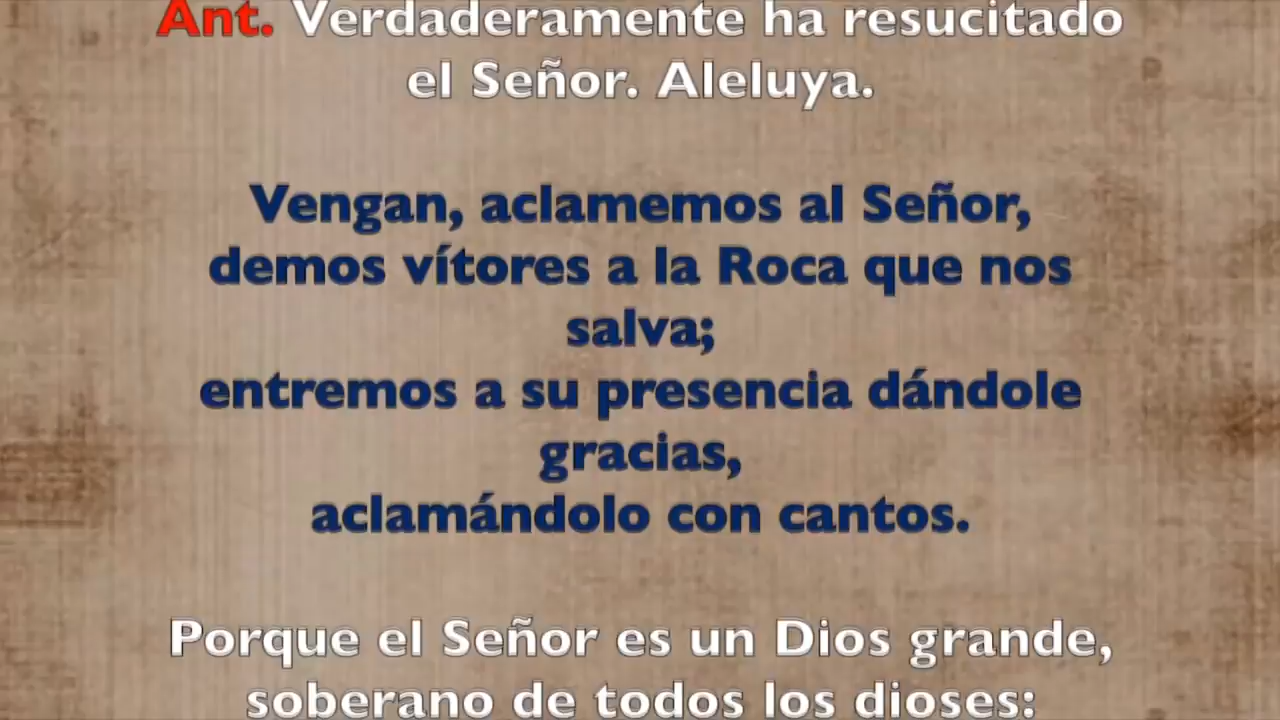 Ant. Verdaderamente ha resucitado
el Señor. Aleluya.
Vengan, aclamemos al Señor,
demos vítores a la Roca que nos
salva;
entremos a su presencia dándole
gracias,
aclamándolo con cantos.
Porque el Señor es un Dios grande,
soberano de todos los dioses: